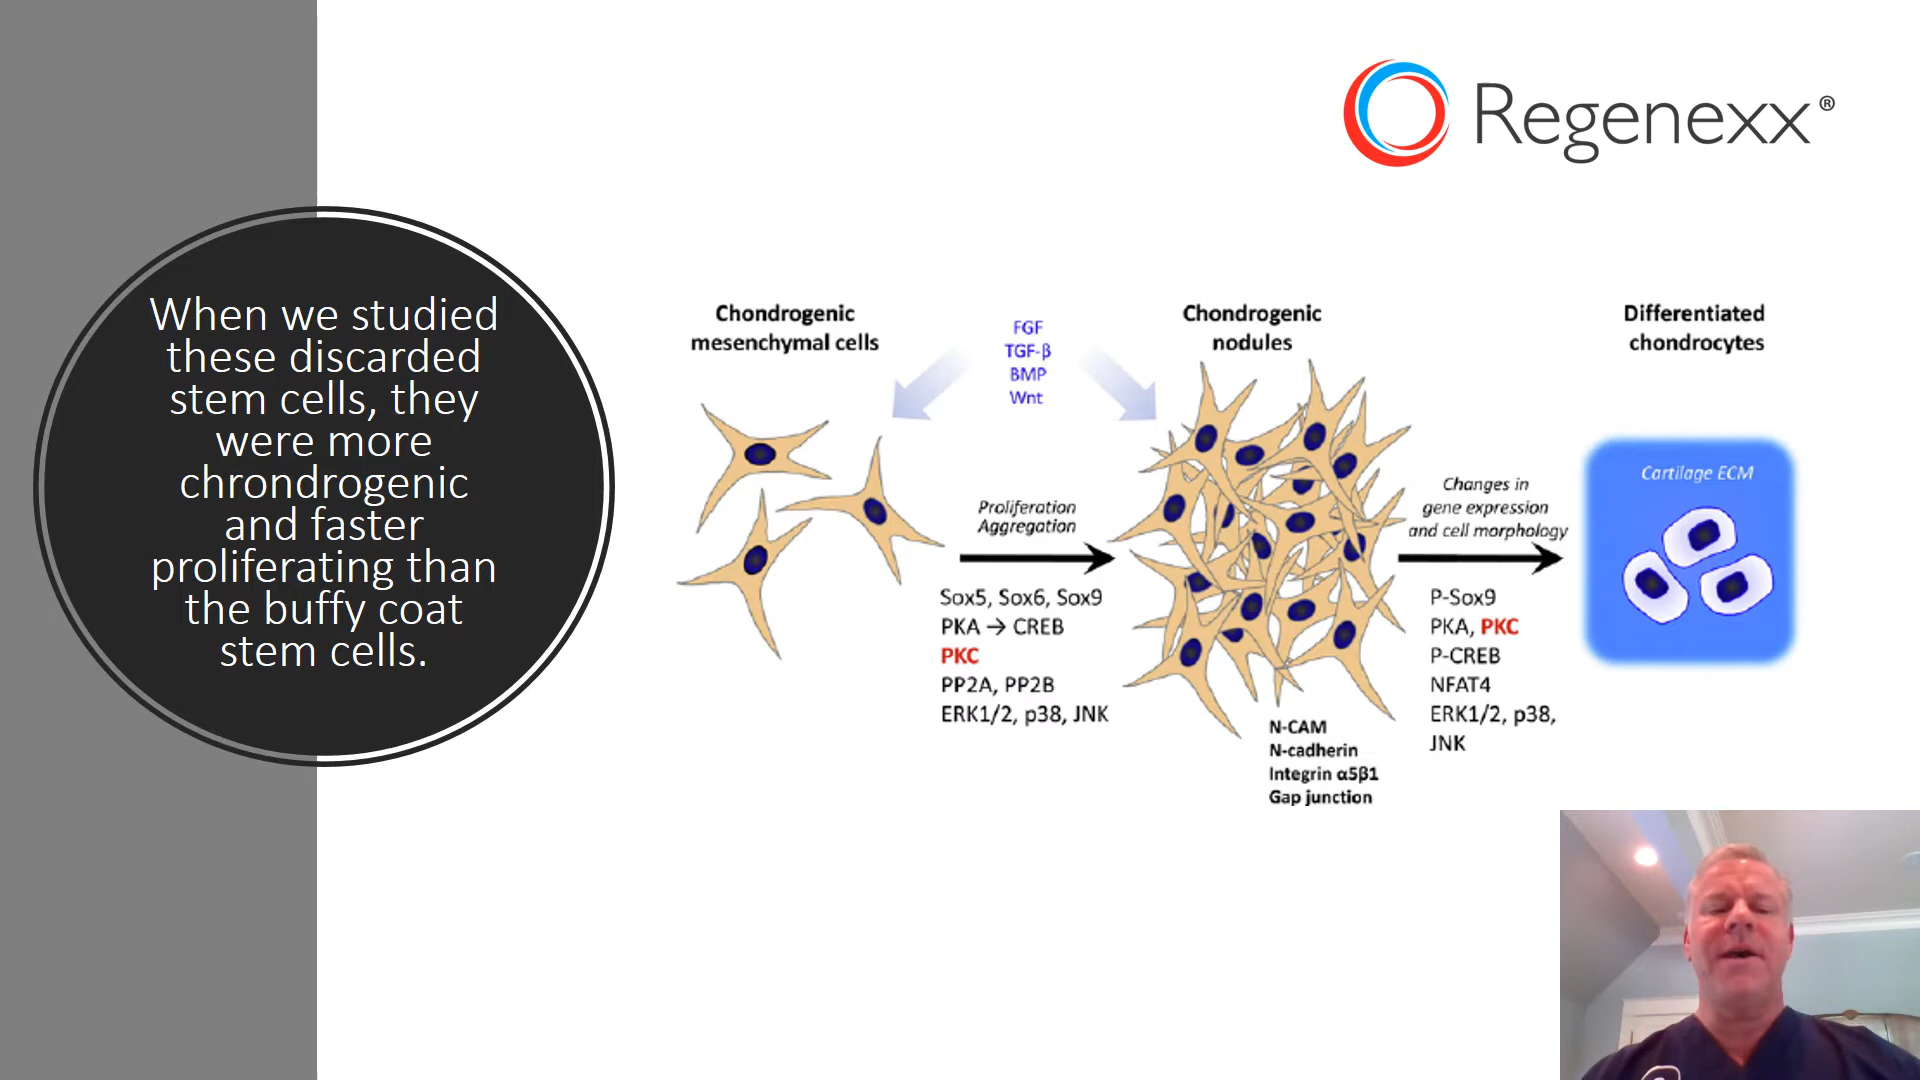 When we studied
these discarded
stem cells, they
were more
chrondrogenic
and faster
proliferating than
the buffy coat
stem cells.
Regenexx®
Chondrogenic
mesenchymal cells
FGF
TGF-β
BMP
Wnt
Chondrogenic
nodules
Differentiated
chondrocytes
Proliferation
Aggregation
Sox5, Sox6, Sox9
PKA → CREB
PKC
PP2A, PP2B
ERK1/2, p38, JNK
N-CAM
N-cadherin
Integrin α5β1
Gap junction
Changes in
gene expression
and cell morphology
P-Sox9
PKA, PKC
P-CREB
NFAT4
ERK1/2, p38,
JNK
Cartilage ECM